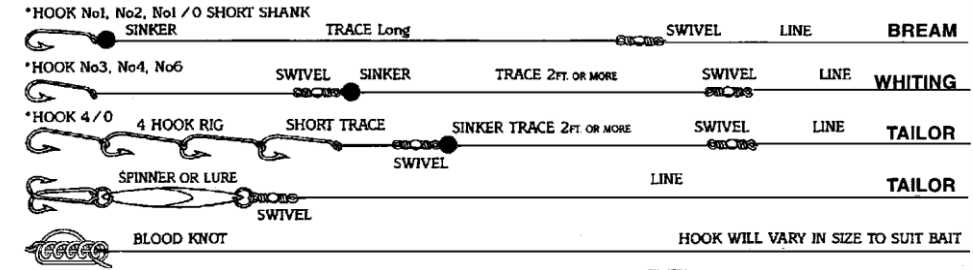 *HOOK No1, No2, No1/0 SHORT SHANK
SINKER TRACE Long SWIVEL LINE BREAM
*HOOK No3, No4, No6
SWIVEL SINKER TRACE 2FT. OR MORE SWIVEL LINE WHITING
*HOOK 4/0
4 HOOK RIG SHORT TRACE SINKER TRACE 2FT OR MORE SWIVEL LINE TAILOR
SWIVEL
SPINNER OR LURE LINE TAILOR
SWIVEL
BLOOD KNOT HOOK WILL VARY IN SIZE TO SUIT BAIT